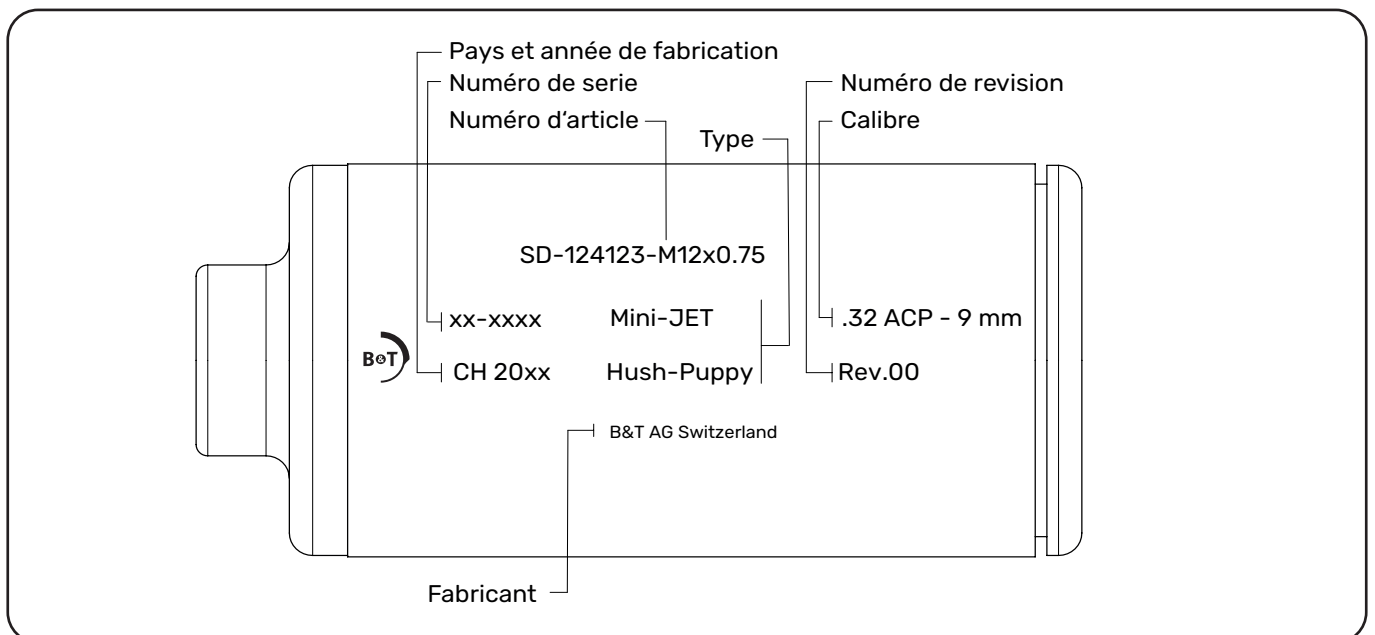 Pays et année de fabrication
Numéro de serie
Numéro de revision
Numéro d‘article
Calibre
Type
SD-124123-M12x0.75
xx-xxxx
Mini-JET
.32 ACP - 9 mm
B&T
CH 20xx
Hush-Puppy
Rev.00
B&T AG Switzerland
Fabricant